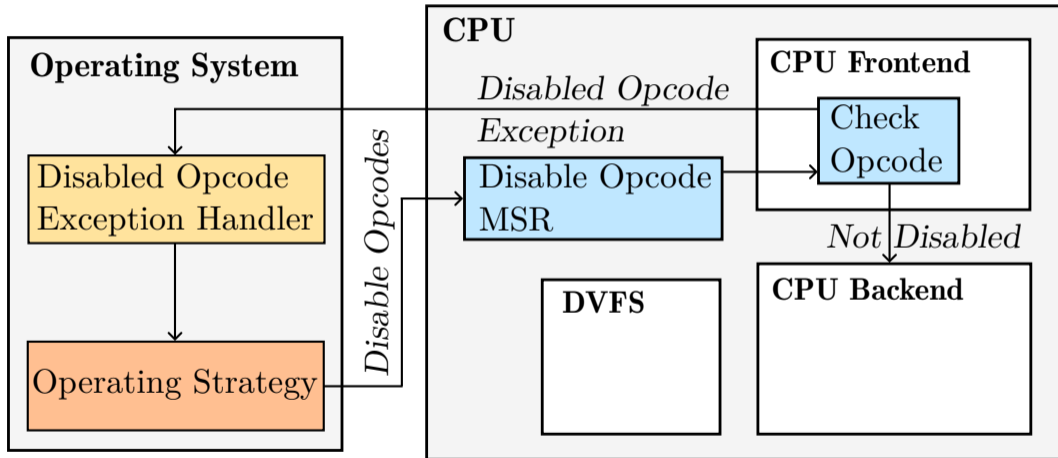 Operating System
Disabled Opcode
Exception Handler
Operating Strategy
Disable Opcodes
CPU
Disabled Opcode
Exception
Disable Opcode
MSR
CPU Frontend
Check
Opcode
Not Disabled
DVFS
CPU Backend